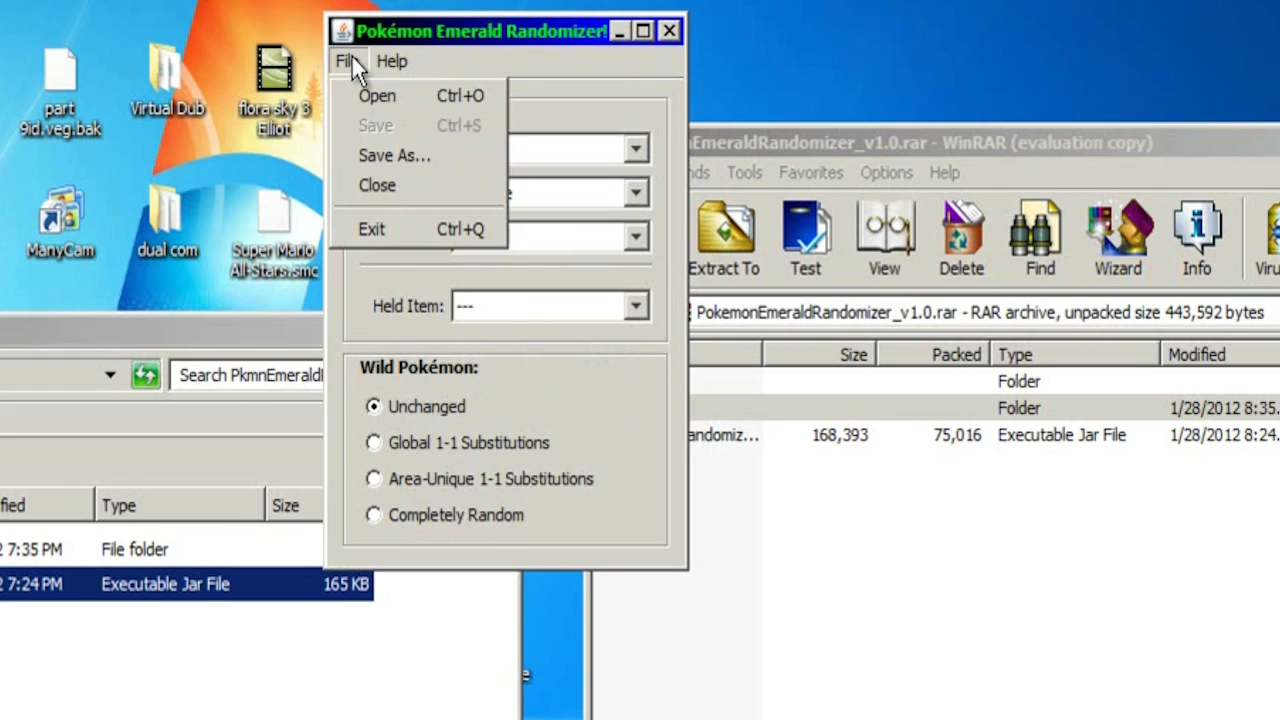 part
9id.veg.bak
Virtual Dub
flora sky 3
Elliot
ManyCam
dual com
Super Mario
All-Stars.smc
Pokémon Emerald Randomizer!
File Help
Open Ctrl+O
Save Ctrl+S
Save As...
Close
Exit Ctrl+Q
Held Item: ---
Wild Pokémon:
Unchanged
Global 1-1 Substitutions
Area-Unique 1-1 Substitutions
Completely Random
EmeraldRandomizer_v1.0.rar - WinRAR (evaluation copy)
nds Tools Favorites Options Help
Extract To Test View Delete Find Wizard Info Viru
PokemonEmeraldRandomizer_v1.0.rar - RAR archive, unpacked size 443,592 bytes
Size Packed Type Modified
Folder
Folder 1/28/2012 8:35.
andomiz... 168,393 75,016 Executable Jar File 1/28/2012 8:24.
Search PkmnEmerald
fied Type Size
2 7:35 PM File folder
2 7:24 PM Executable Jar File 165 KB